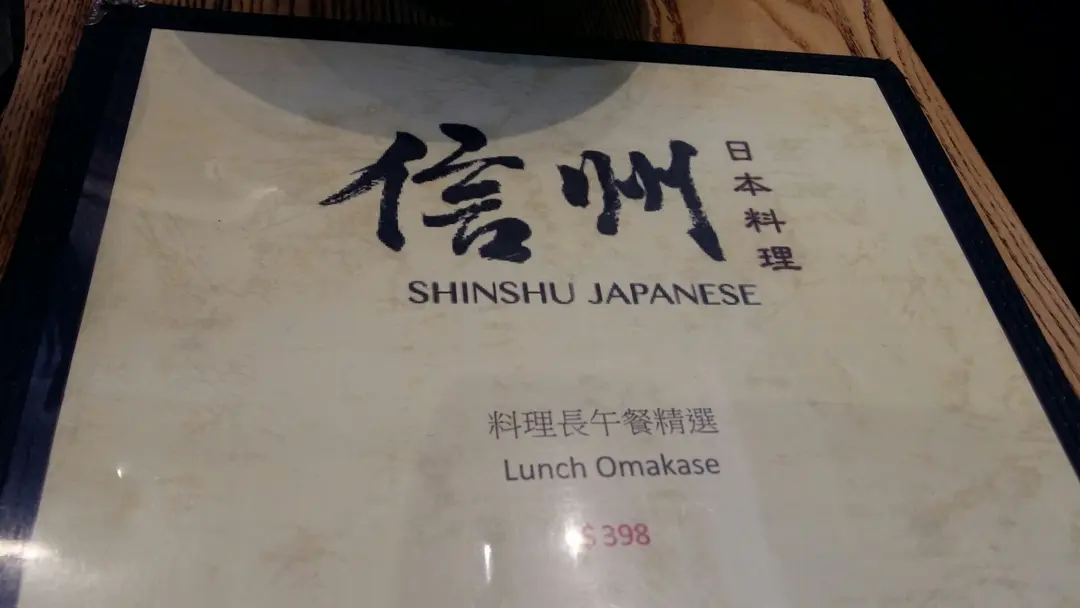 信州
日本料理
SHINSHU JAPANESE
料理長午餐精選
Lunch Omakase
$398